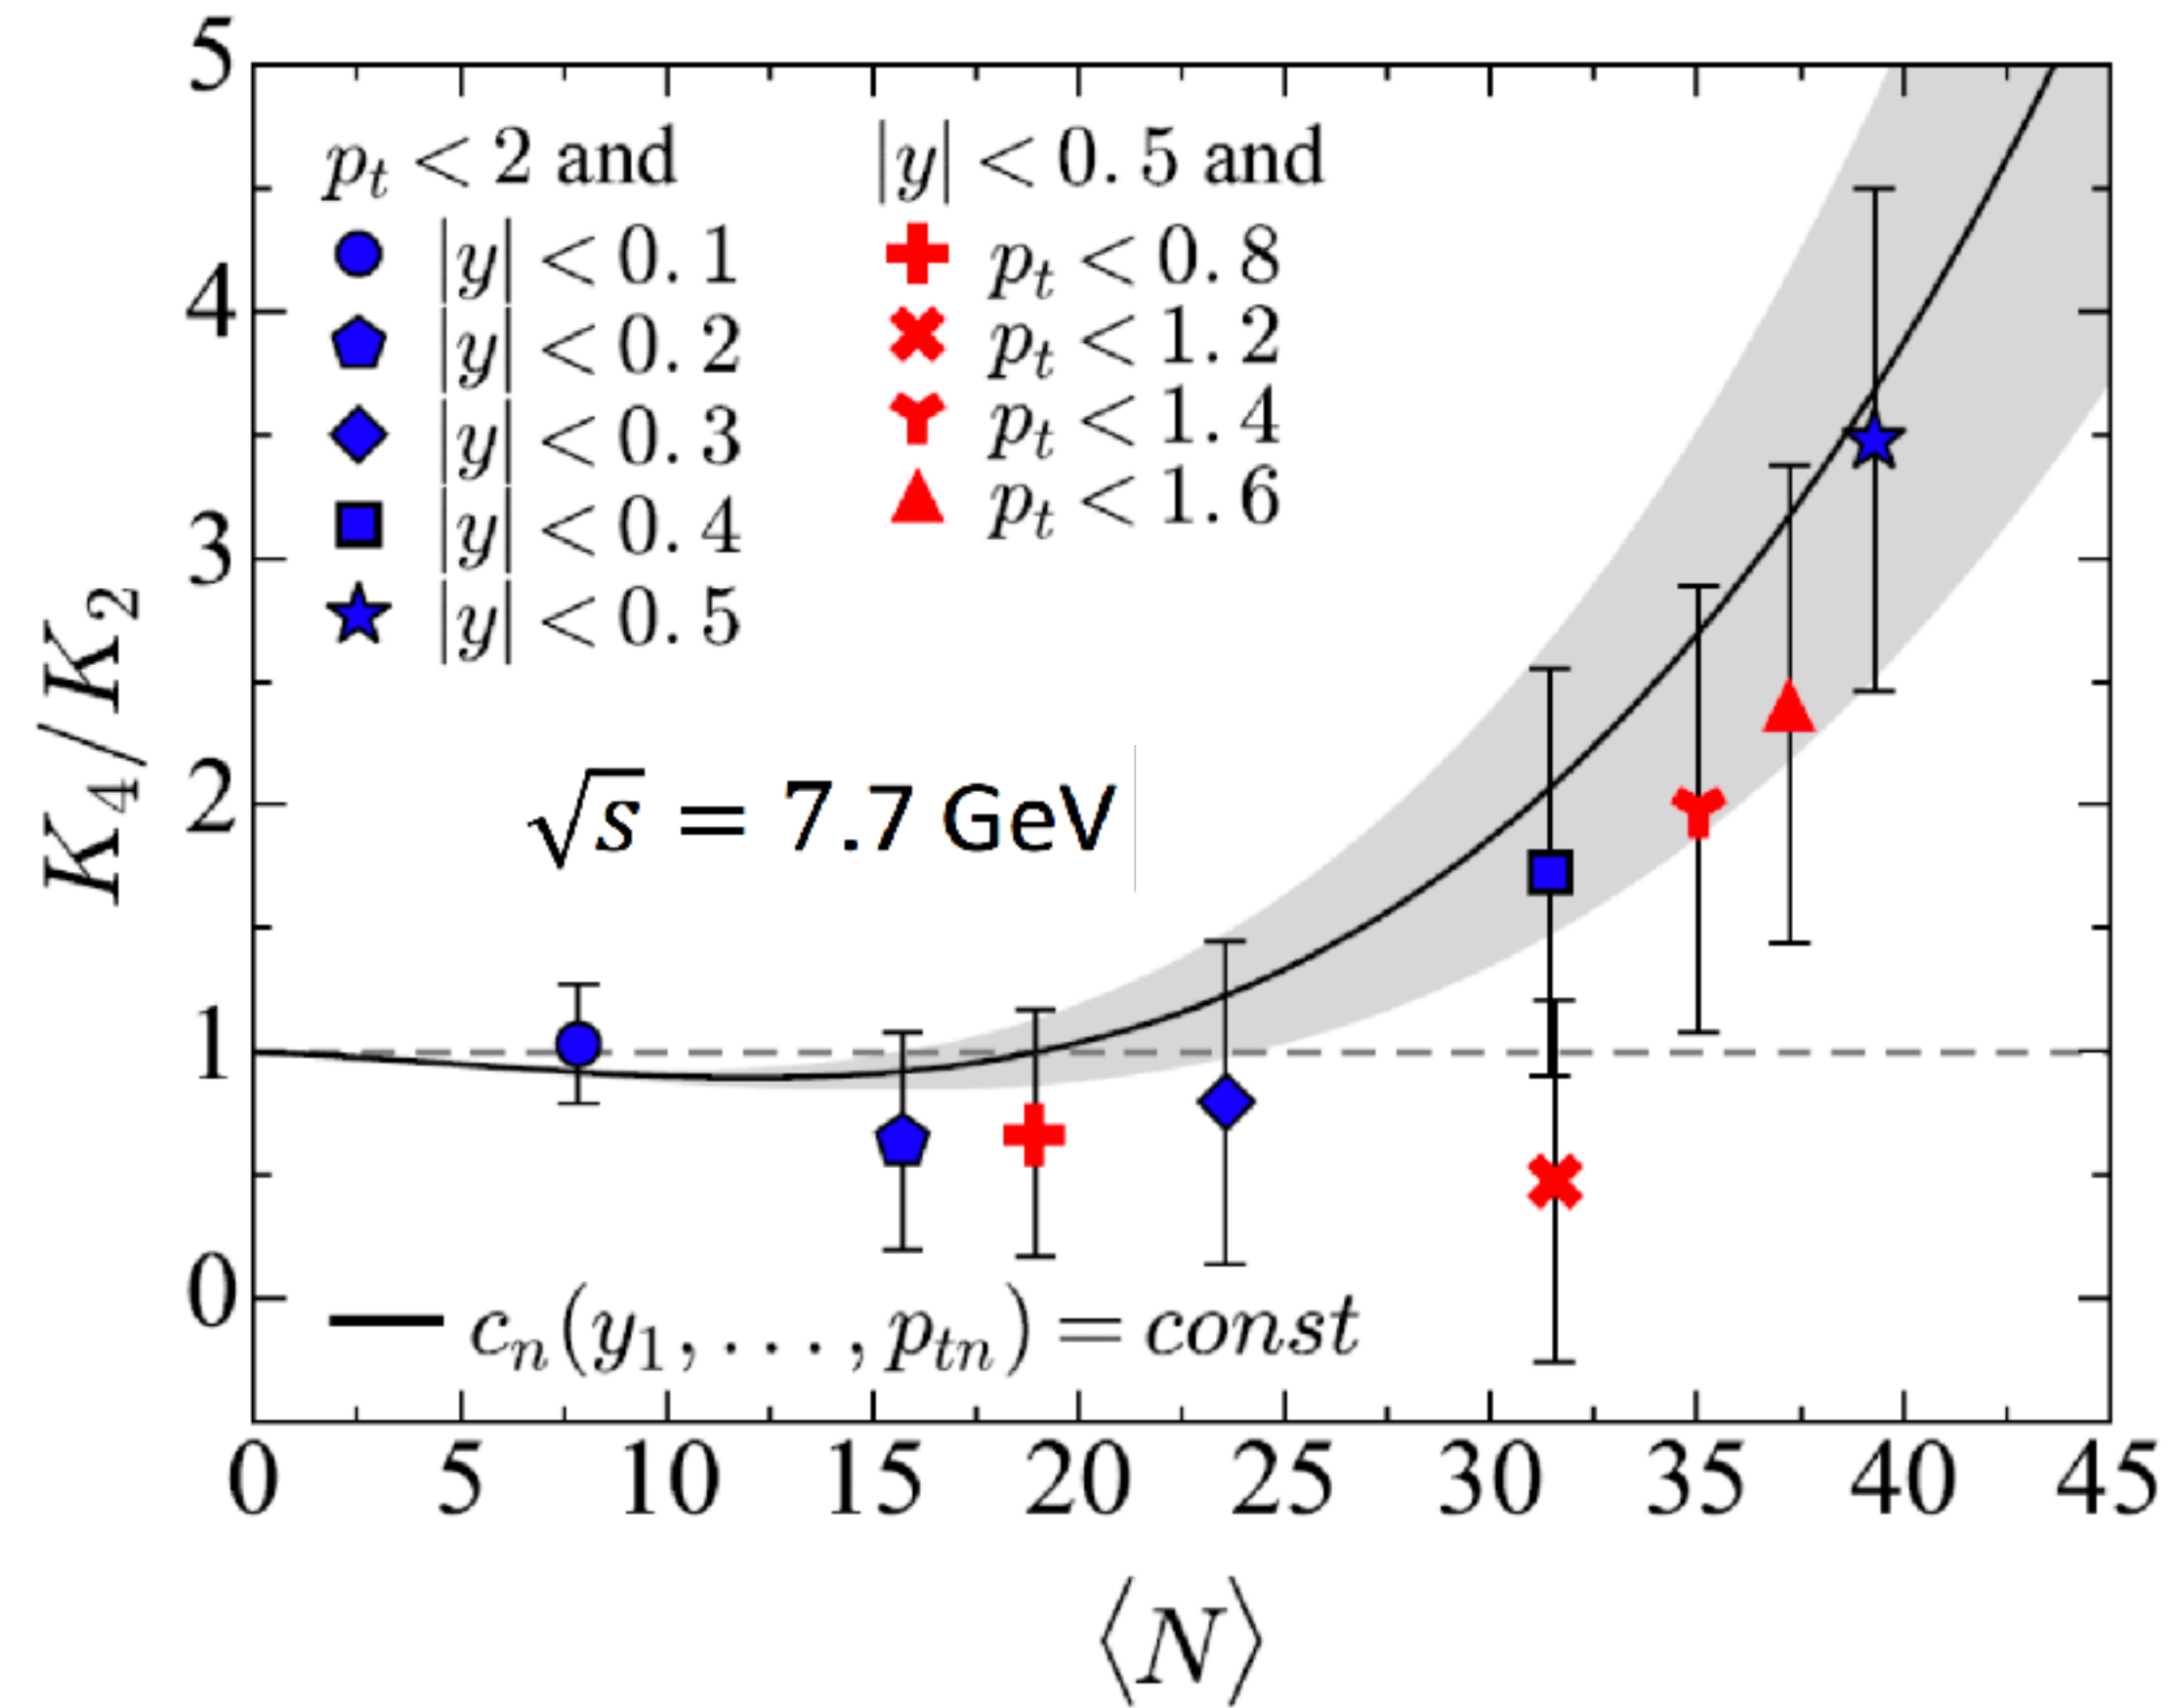 5
4
3
2
1
0
K4/K2
pt < 2 and
|y| < 0.1
|y| < 0.2
|y| < 0.3
|y| < 0.4
|y| < 0.5
|y| < 0.5 and
pt < 0.8
pt < 1.2
pt < 1.4
pt < 1.6
√s = 7.7 GeV
cn(y1, ..., ptn) = const
0 5 10 15 20 25 30 35 40 45
⟨N⟩